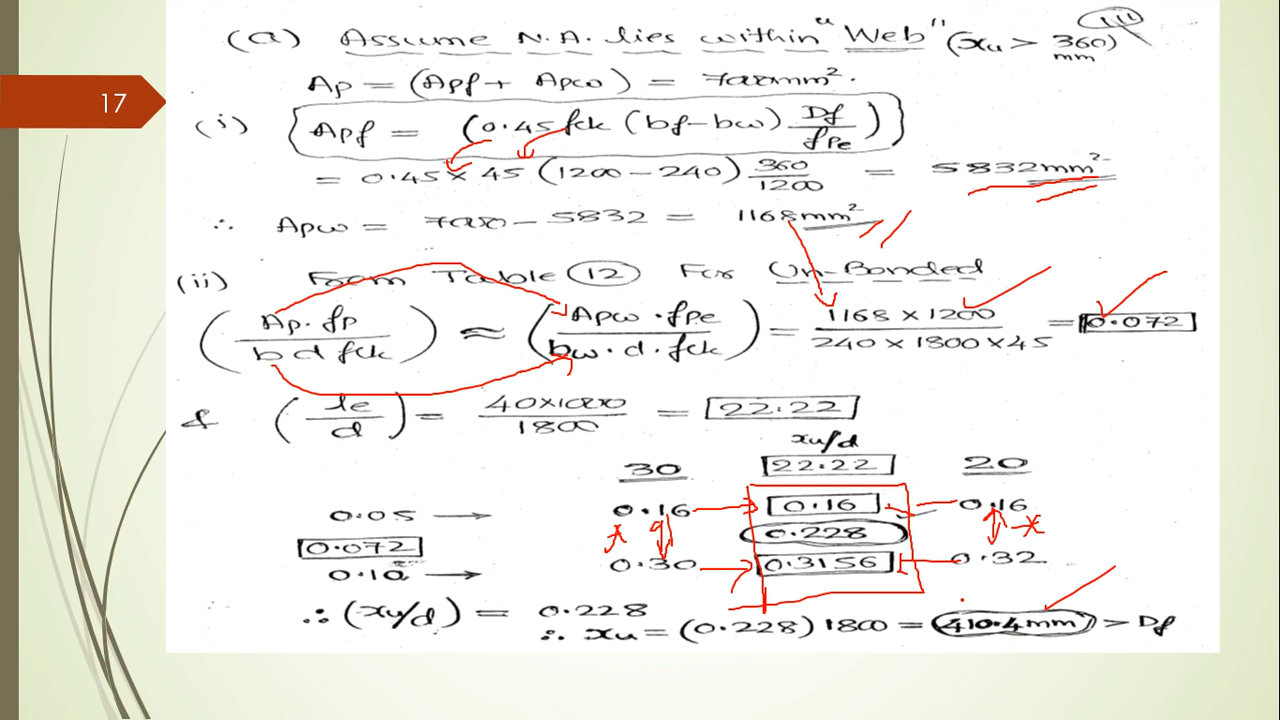 17
(a) Assume N.A. lies within "Web" (xu > 360 mm)
Ap = (Apf + Apw) = 7000mm².
(i) Apf = (0.45 fck (bf - bw) Df/fpe)
= 0.45 × 45 (1200 - 240) 360/1200 = 5832mm²
∴ Apw = 7000 - 5832 = 1168mm²
(ii) From Table (12) For Un-Bonded
(Ap. fp / b d fck) ≈ (Apw. fpe / bw. d. fck) = 1168 × 1200 / 240 × 1800 × 45 = 0.072
& (le/d) = 40×1000/1800 = 22.22
xu/d
30 22.22 20
0.05 → 0.16 0.16 0.16
0.072 0.228
0.10 → 0.30 0.3156 0.32
∴ (xu/d) = 0.228
∴ xu = (0.228) 1800 = 410.4mm > Df